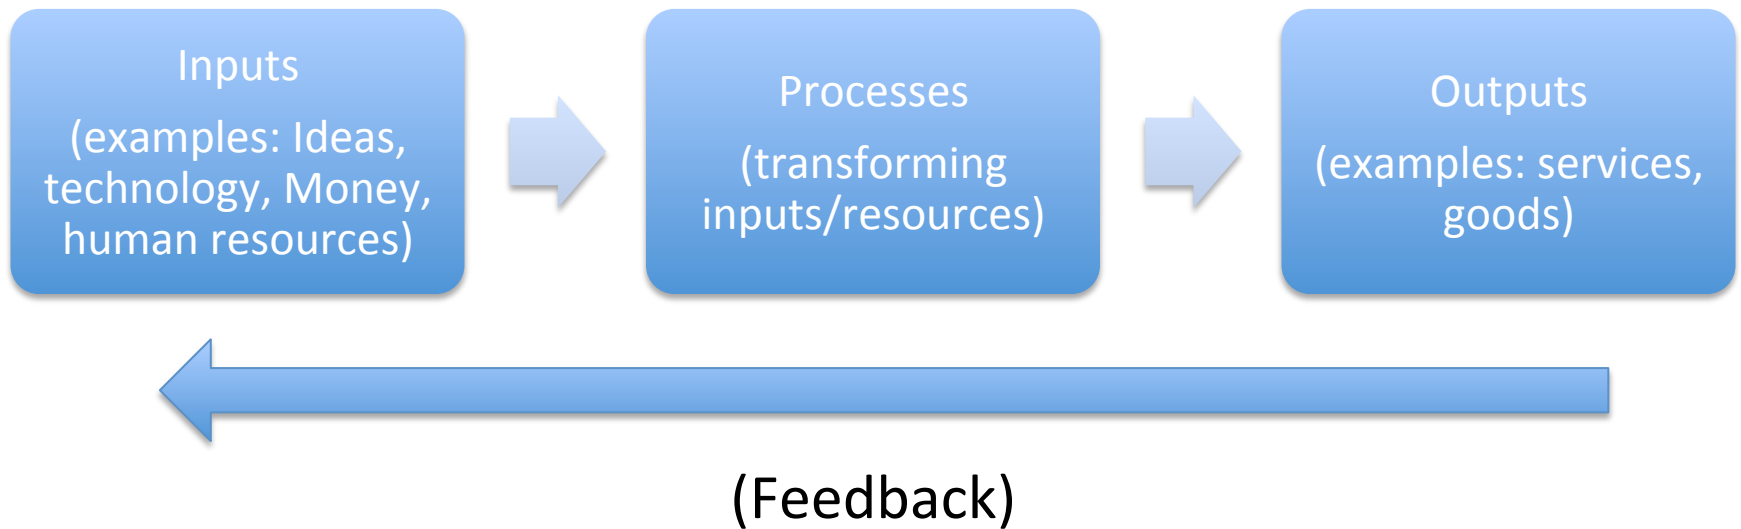 Inputs
(examples: Ideas,
technology, Money,
human resources)
Processes
(transforming
inputs/resources)
Outputs
(examples: services,
goods)
(Feedback)